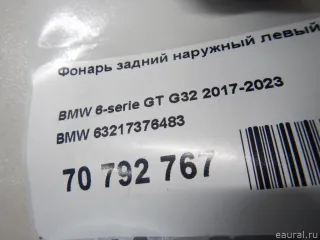 Фонарь задний наружный левый
BMW 6-serie GT G32 2017-2023
BMW 63217376483
70 792 767
eaural.ru